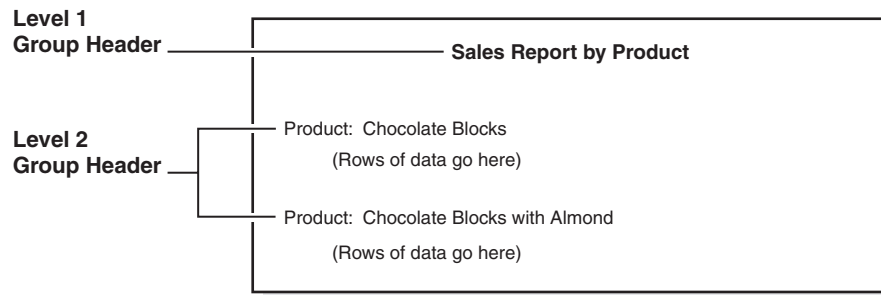 Level 1
Group Header
Sales Report by Product
Level 2
Group Header
Product: Chocolate Blocks
(Rows of data go here)
Product: Chocolate Blocks with Almond
(Rows of data go here)